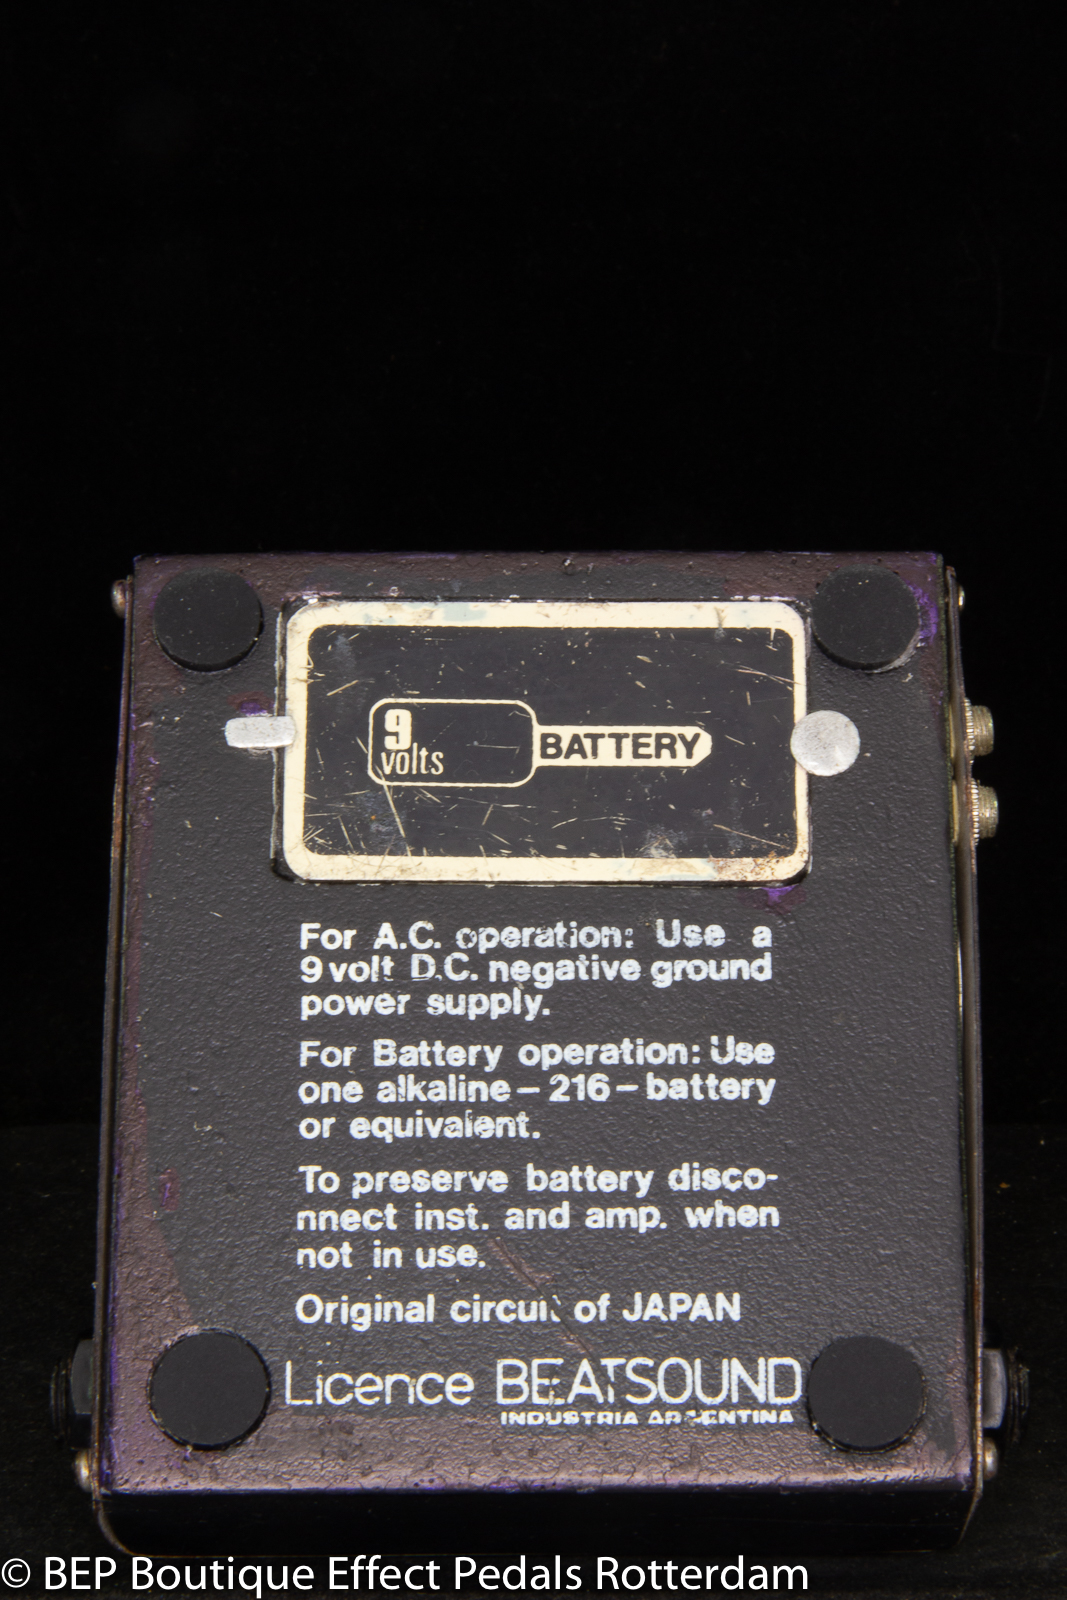 9
volts
BATTERY
For A.C. operation: Use a
9 volt D.C. negative ground
power supply.
For Battery operation: Use
one alkaline – 216 – battery
or equivalent.
To preserve battery disco-
nnect inst. and amp. when
not in use.
Original circuit of JAPAN
Licence BEATSOUND
INDUSTRIA ARGENTINA
© BEP Boutique Effect Pedals Rotterdam